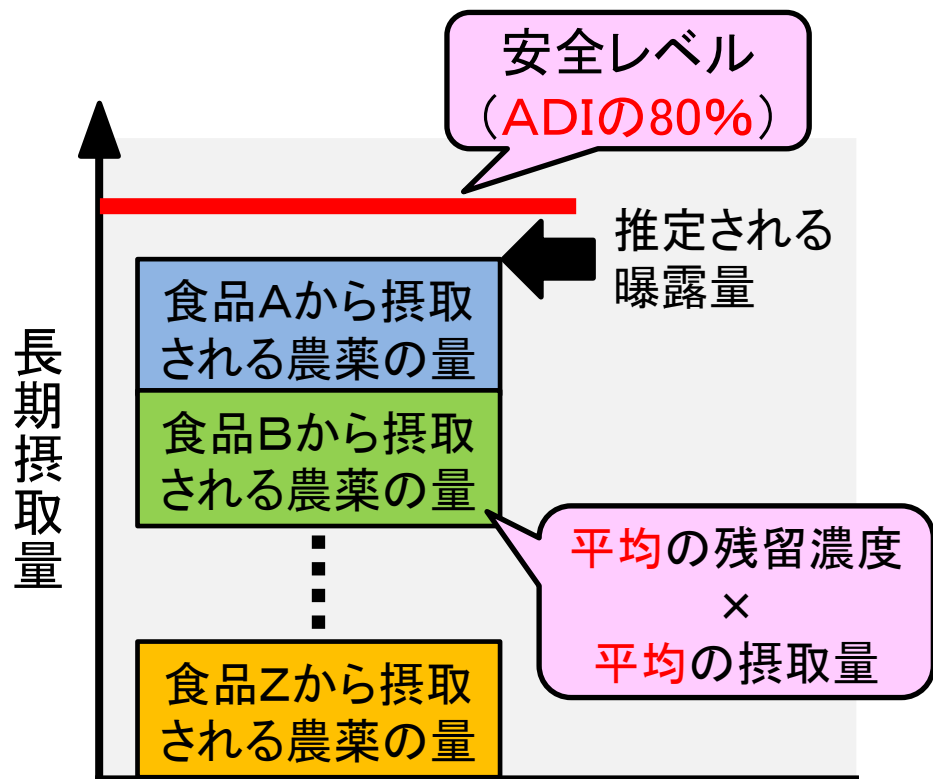 安全レベル
（ADIの80%）
推定される
曝露量
長期摂取量
食品Aから摂取
される農薬の量
食品Bから摂取
される農薬の量
平均の残留濃度
×
平均の摂取量
食品Zから摂取
される農薬の量